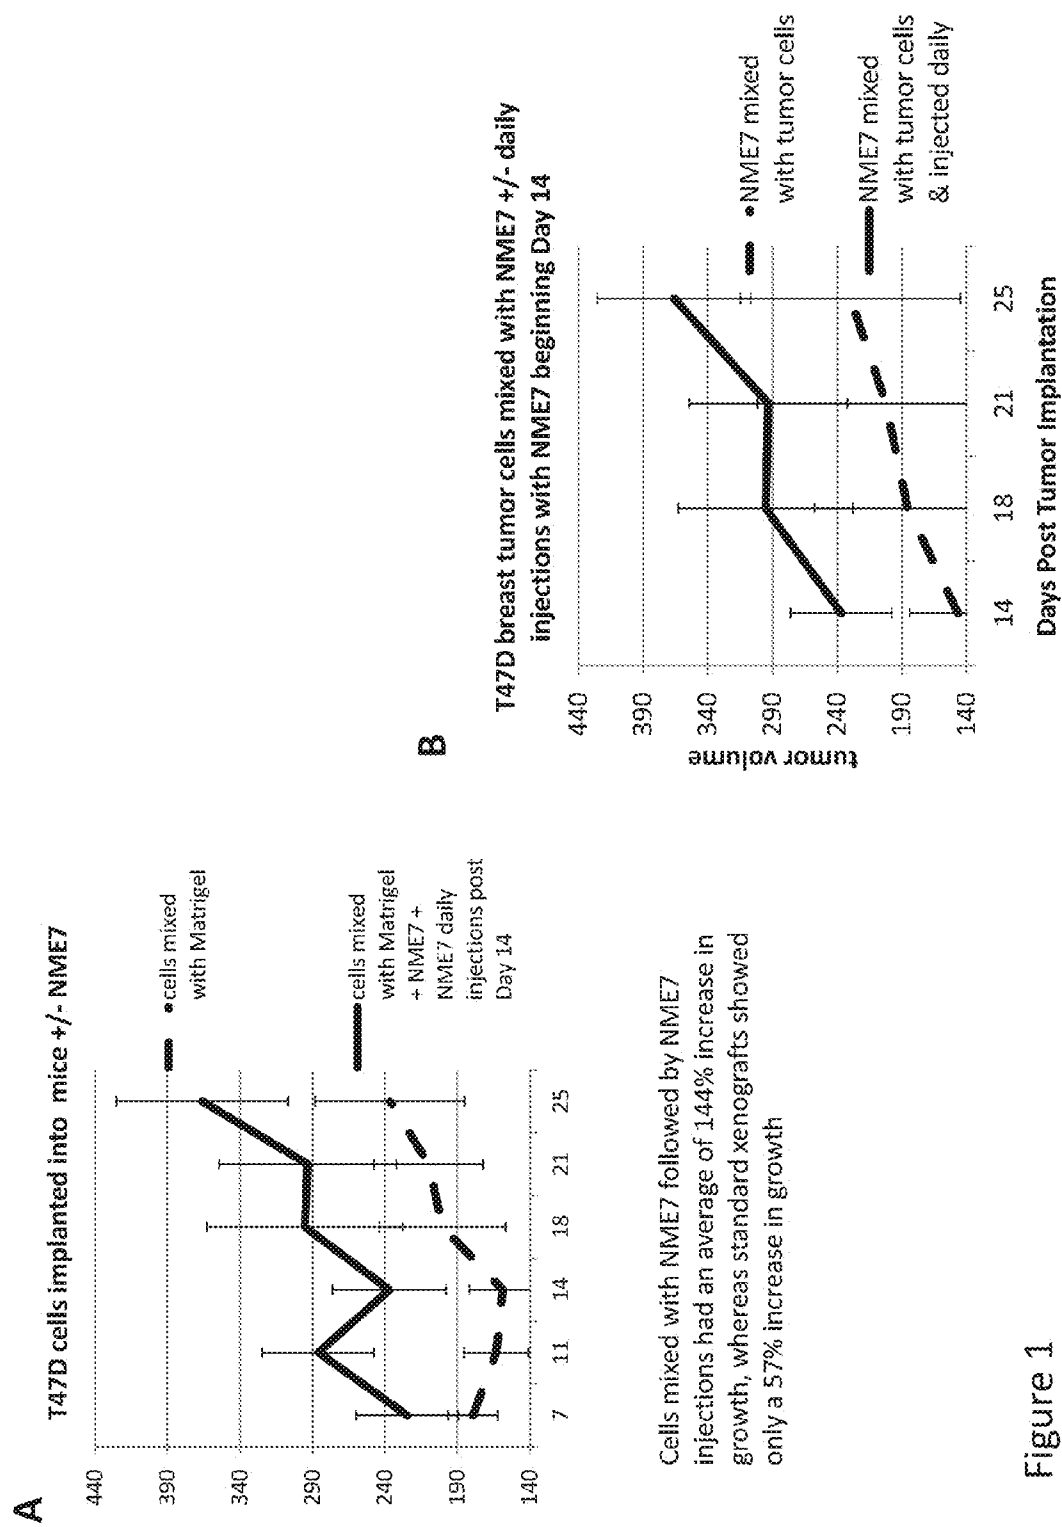 A
T47D cells implanted into mice +/- NME7
440
390
340
290
240
190
140
7
11
14
18
21
25
cells mixed
with Matrigel
cells mixed
with Matrigel
+ NME7 +
NME7 daily
injections post
Day 14
Cells mixed with NME7 followed by NME7
injections had an average of 144% increase in
growth, whereas standard xenografts showed
only a 57% increase in growth
B
T47D breast tumor cells mixed with NME7 +/- daily
injections with NME7 beginning Day 14
tumor volume
440
390
340
290
240
190
140
14
18
21
25
Days Post Tumor Implantation
NME7 mixed
with tumor cells
NME7 mixed
with tumor cells
& injected daily
Figure 1